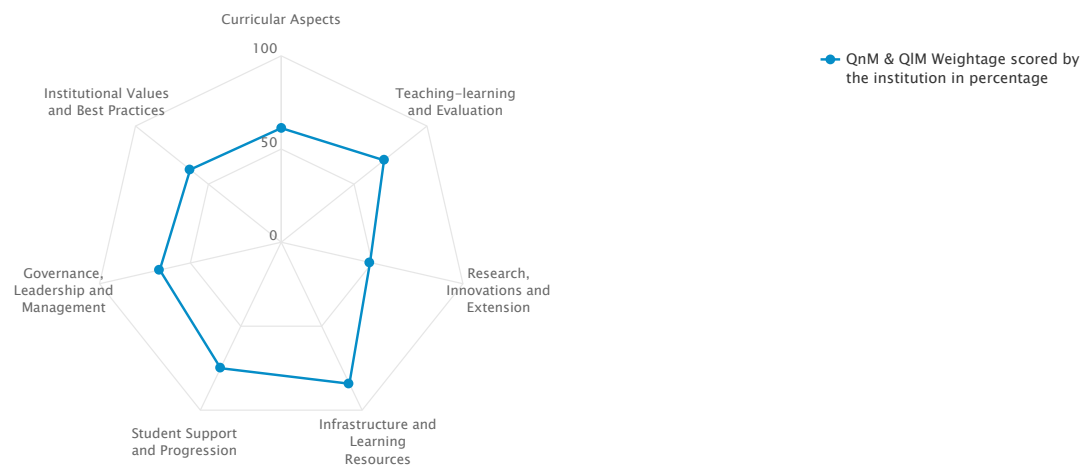 Curricular Aspects
100
Institutional Values
and Best Practices
Teaching-learning
and Evaluation
50
0
Governance,
Leadership and
Management
Research,
Innovations and
Extension
Student Support
and Progression
Infrastructure and
Learning
Resources
QnM & QlM Weightage scored by
the institution in percentage